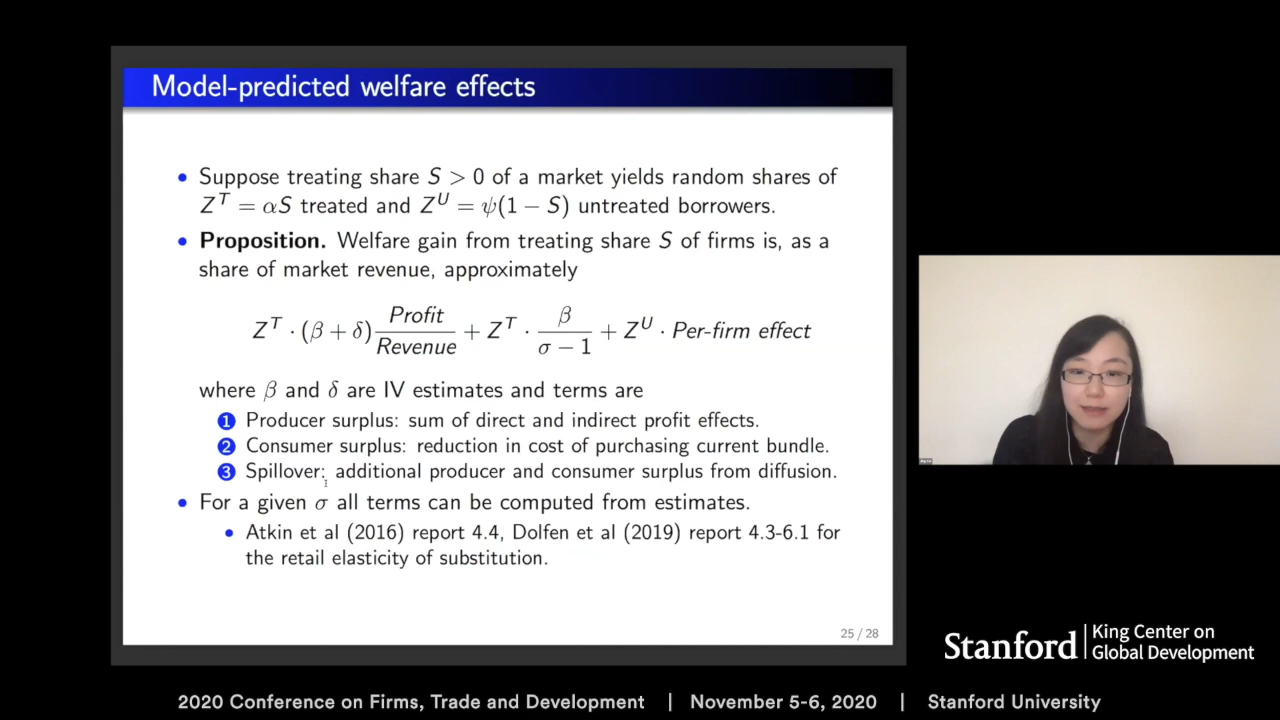 Model-predicted welfare effects
• Suppose treating share S > 0 of a market yields random shares of
Z^T = αS treated and Z^U = ψ(1 − S) untreated borrowers.
• Proposition. Welfare gain from treating share S of firms is, as a
share of market revenue, approximately
Z^T · (β + δ) Profit/Revenue + Z^T · β/(σ − 1) + Z^U · Per-firm effect
where β and δ are IV estimates and terms are
1 Producer surplus: sum of direct and indirect profit effects.
2 Consumer surplus: reduction in cost of purchasing current bundle.
3 Spillover: additional producer and consumer surplus from diffusion.
• For a given σ all terms can be computed from estimates.
• Atkin et al (2016) report 4.4, Dolfen et al (2019) report 4.3-6.1 for
the retail elasticity of substitution.
25 / 28
Stanford | King Center on
Global Development
2020 Conference on Firms, Trade and Development | November 5-6, 2020 | Stanford University